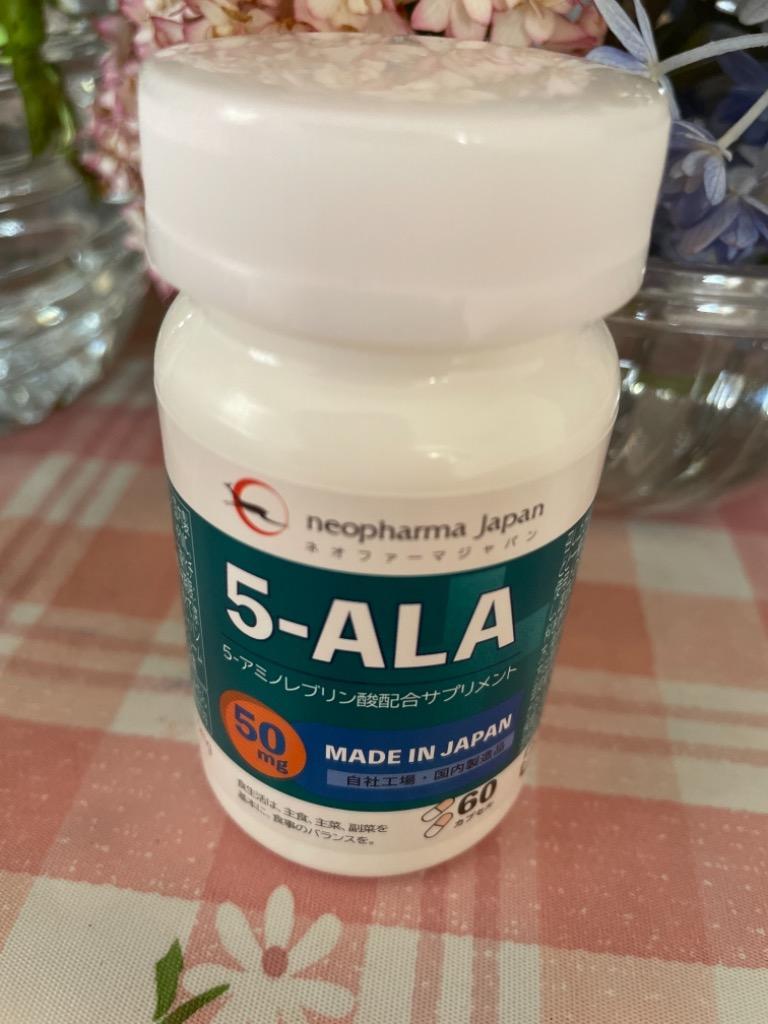 neopharma Japan
ネオファーマジャパン
5-ALA
5-アミノレブリン酸配合サプリメント
50
mg
MADE IN JAPAN
自社工場・国内製造品
食生活は、主食、主菜、副菜を
基本に、食事のバランスを。
60
カプセル